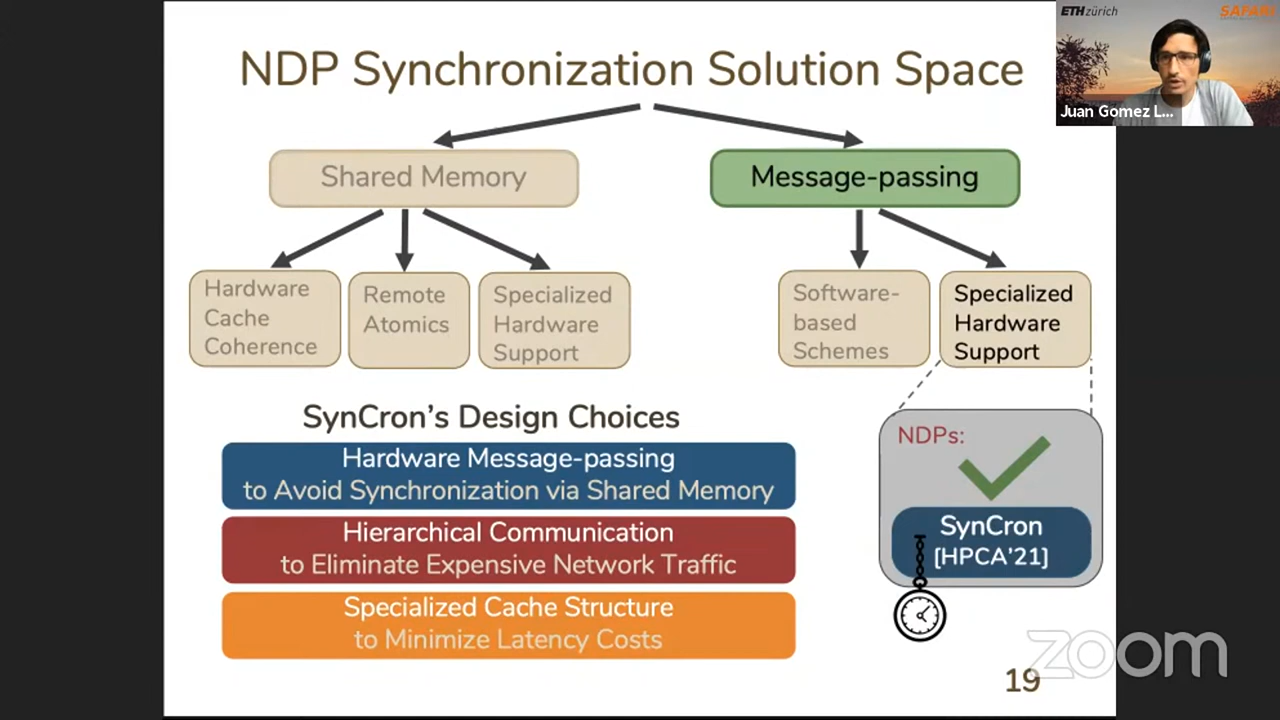 NDP Synchronization Solution Space
ETH zürich
SAFARI
Juan Gomez L...
Shared Memory
Message-passing
Hardware
Cache
Coherence
Remote
Atomics
Specialized
Hardware
Support
Software-
based
Schemes
Specialized
Hardware
Support
SynCron's Design Choices
Hardware Message-passing
to Avoid Synchronization via Shared Memory
Hierarchical Communication
to Eliminate Expensive Network Traffic
Specialized Cache Structure
to Minimize Latency Costs
NDPs:
SynCron
[HPCA'21]
zoom
19